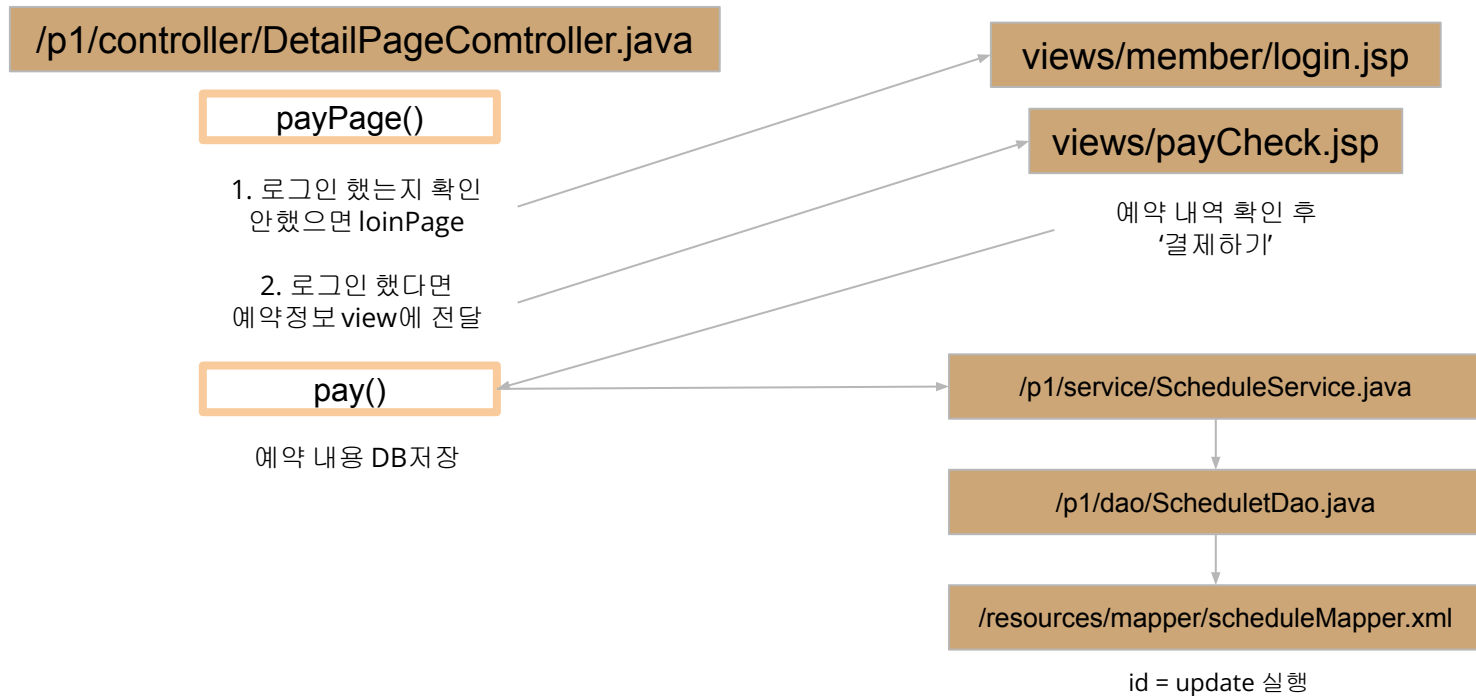 /p1/controller/DetailPageComtroller.java
payPage()
1. 로그인 했는지 확인
안했으면 loinPage
2. 로그인 했다면
예약정보 view에 전달
pay()
예약 내용 DB저장
views/member/login.jsp
views/payCheck.jsp
예약 내역 확인 후
‘결제하기’
/p1/service/ScheduleService.java
/p1/dao/ScheduletDao.java
/resources/mapper/scheduleMapper.xml
id = update 실행